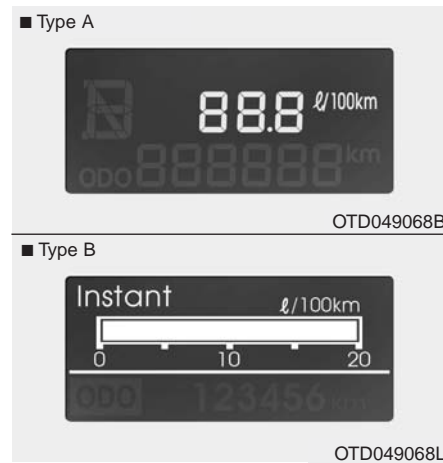 ■ Type A
88.8 ℓ/100km
ODO 888888 km
OTD049068B
■ Type B
Instant ℓ/100km
0 10 20
ODO 123456 km
OTD049068L